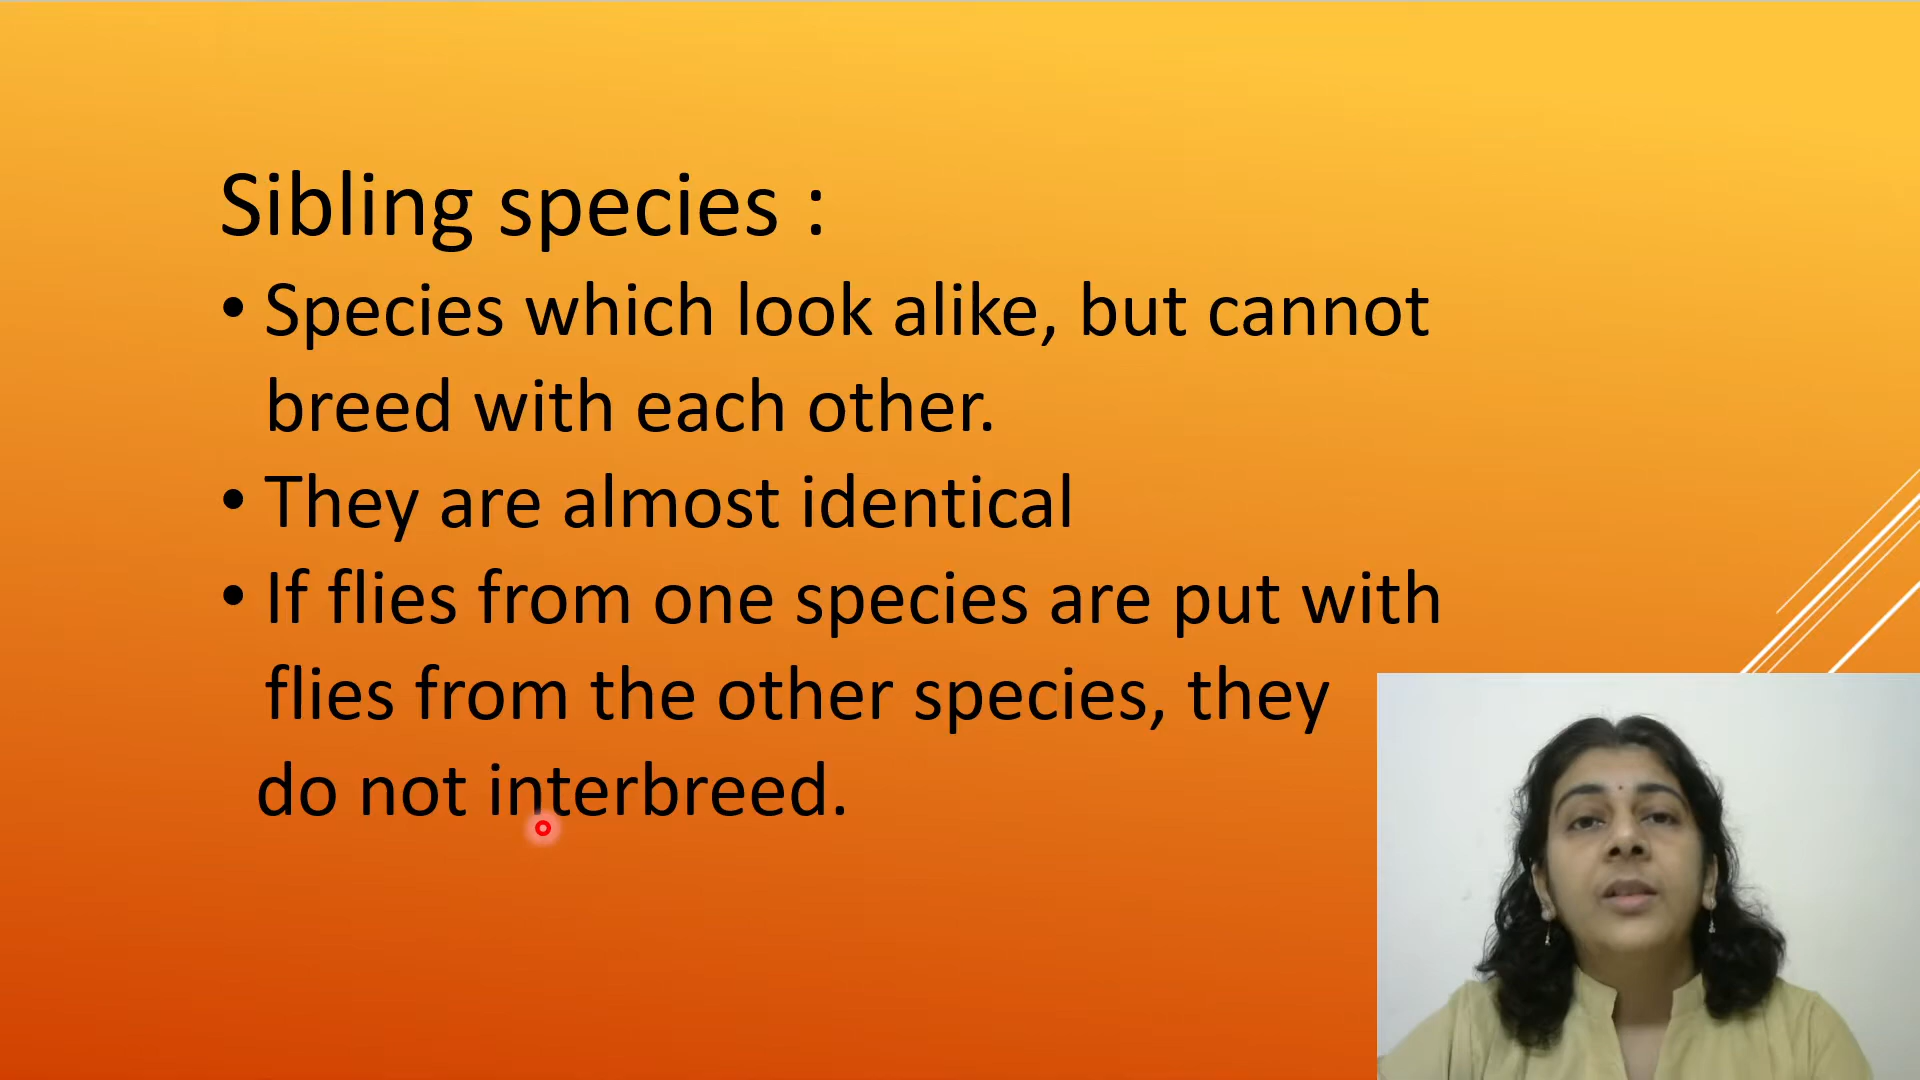 Sibling species :
• Species which look alike, but cannot
breed with each other.
• They are almost identical
• If flies from one species are put with
flies from the other species, they
do not interbreed.